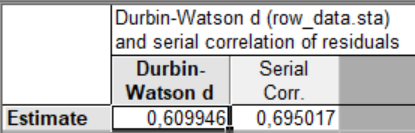 Durbin-Watson d (row_data.sta)
and serial correlation of residuals
Durbin- Serial
Watson d Corr.
Estimate 0,609946 0,695017